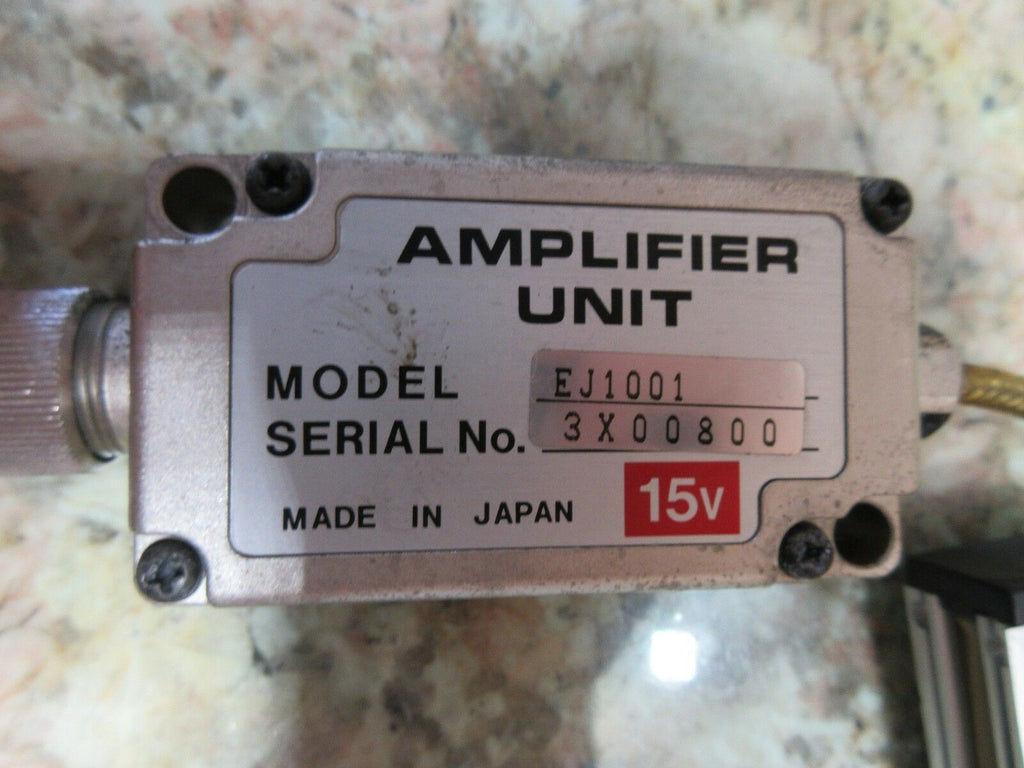 AMPLIFIER
UNIT
MODEL EJ1001
SERIAL No. 3X00800
MADE IN JAPAN 15V